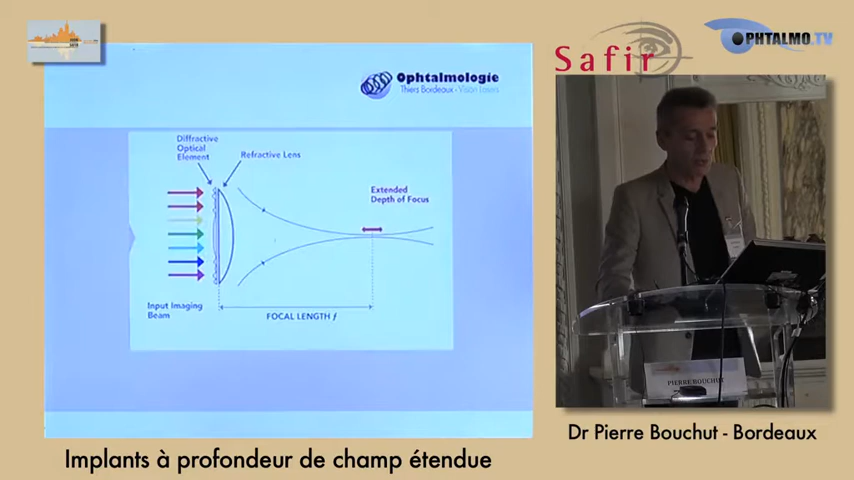 Ophtalmologie
Thiers Bordeaux - Vision Lasers
Diffractive
Optical
Element
Refractive Lens
Extended
Depth of Focus
Input Imaging
Beam
FOCAL LENGTH f
Safir
OPHTALMO.TV
PIERRE BOUCHUT
Dr Pierre Bouchut - Bordeaux
Implants à profondeur de champ étendue